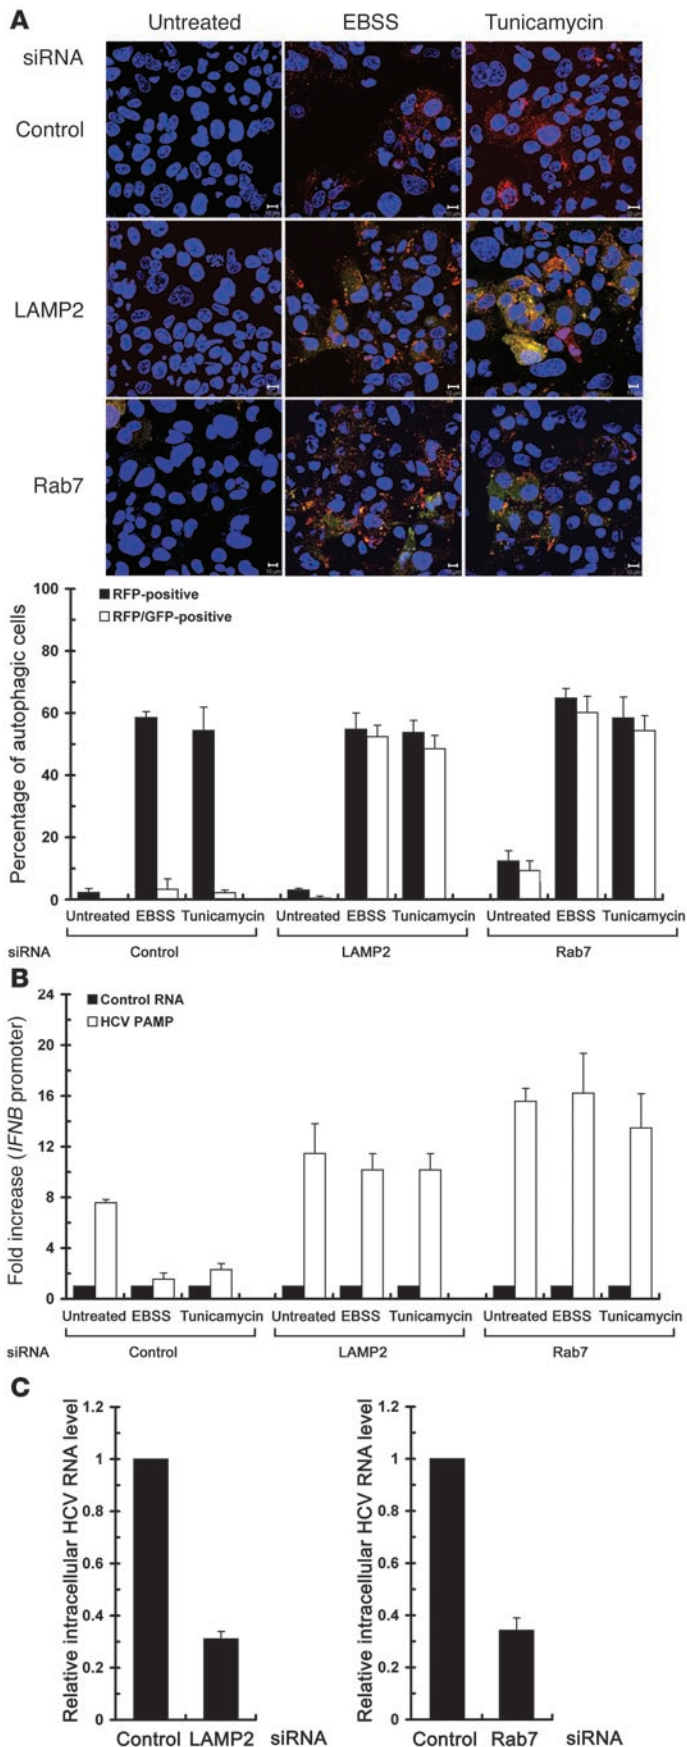 A
Untreated EBSS Tunicamycin
siRNA
Control
LAMP2
Rab7
100
80
60
40
20
0
Percentage of autophagic cells
RFP-positive
RFP/GFP-positive
Untreated EBSS Tunicamycin Untreated EBSS Tunicamycin Untreated EBSS Tunicamycin
siRNA Control LAMP2 Rab7
B
24
20
16
12
8
4
0
Fold increase (IFNB promoter)
Control RNA
HCV PAMP
Untreated EBSS Tunicamycin Untreated EBSS Tunicamycin Untreated EBSS Tunicamycin
siRNA Control LAMP2 Rab7
C
Relative intracellular HCV RNA level
1.2
1
0.8
0.6
0.4
0.2
0
Control LAMP2 siRNA
Relative intracellular HCV RNA level
1.2
1
0.8
0.6
0.4
0.2
0
Control Rab7 siRNA